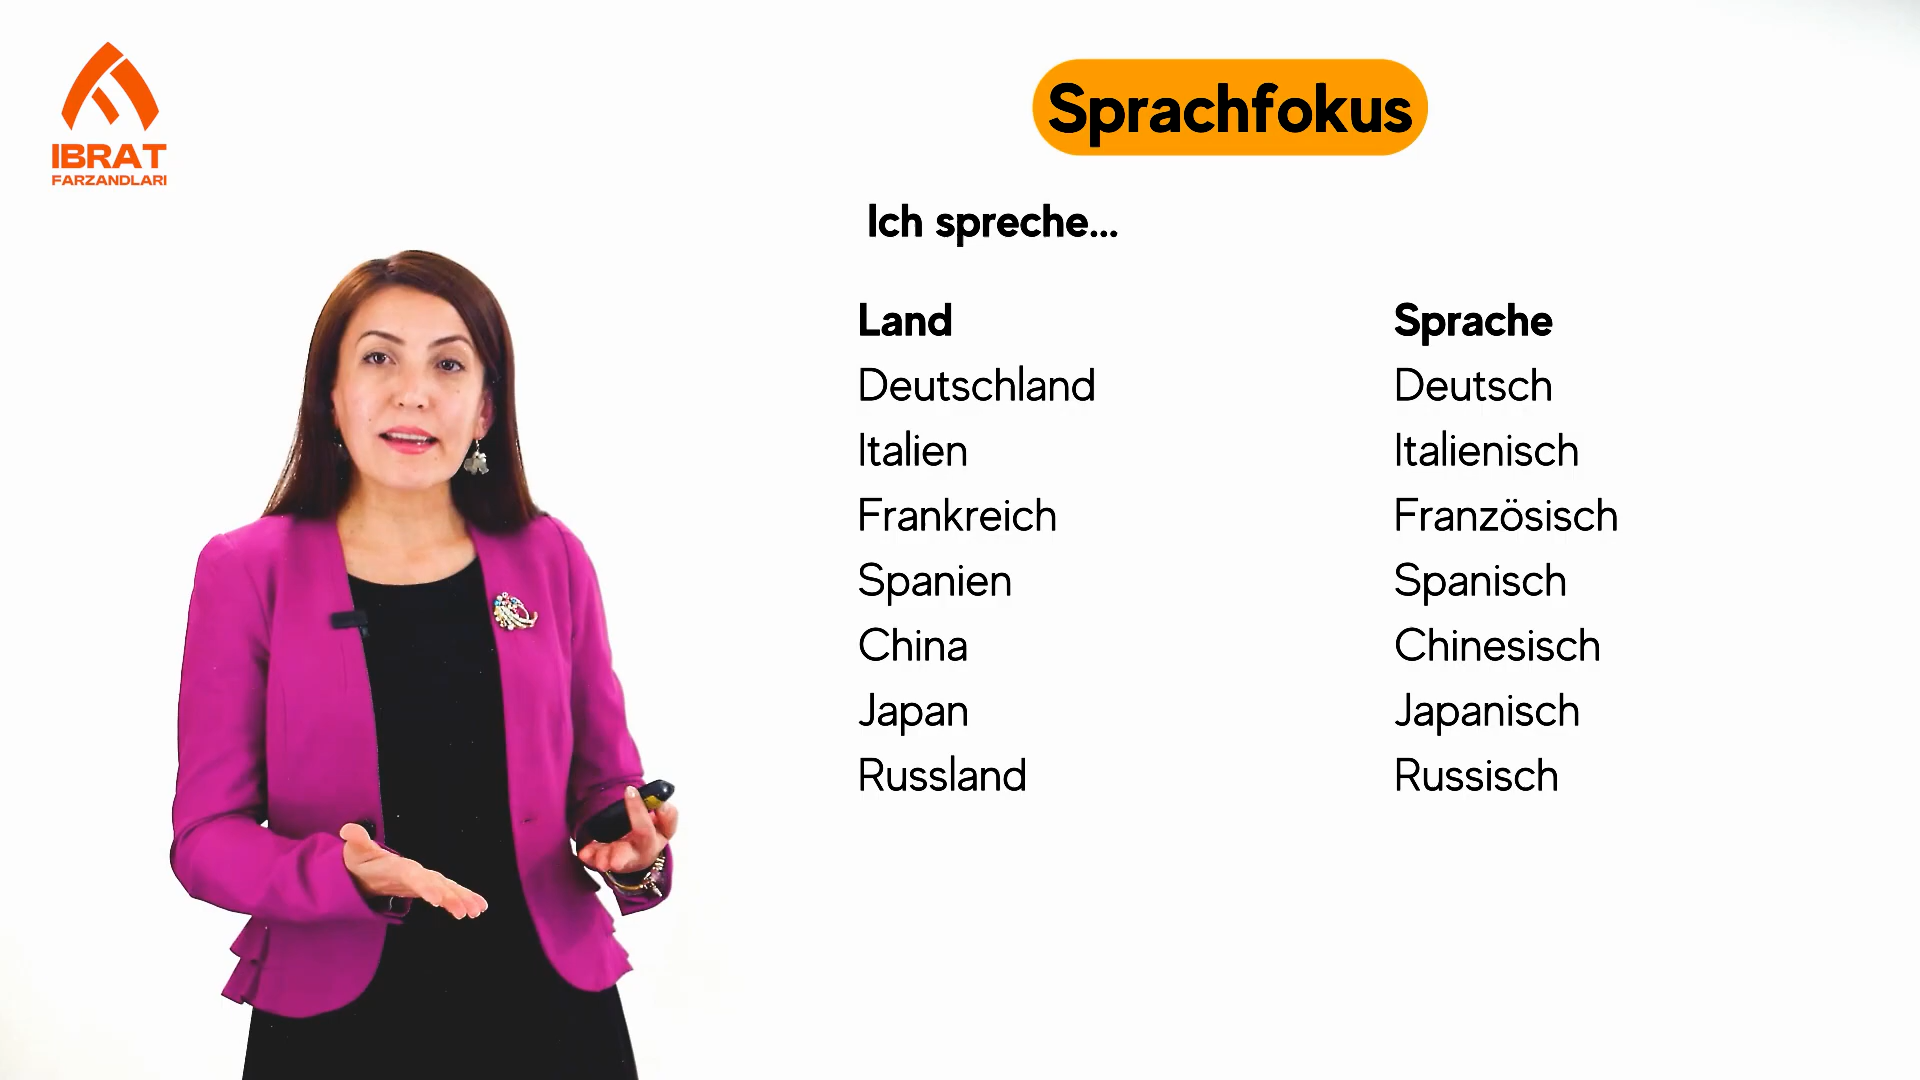 IBRAT
FARZANDLARI
Sprachfokus
Ich spreche...
Land Sprache
Deutschland Deutsch
Italien Italienisch
Frankreich Französisch
Spanien Spanisch
China Chinesisch
Japan Japanisch
Russland Russisch